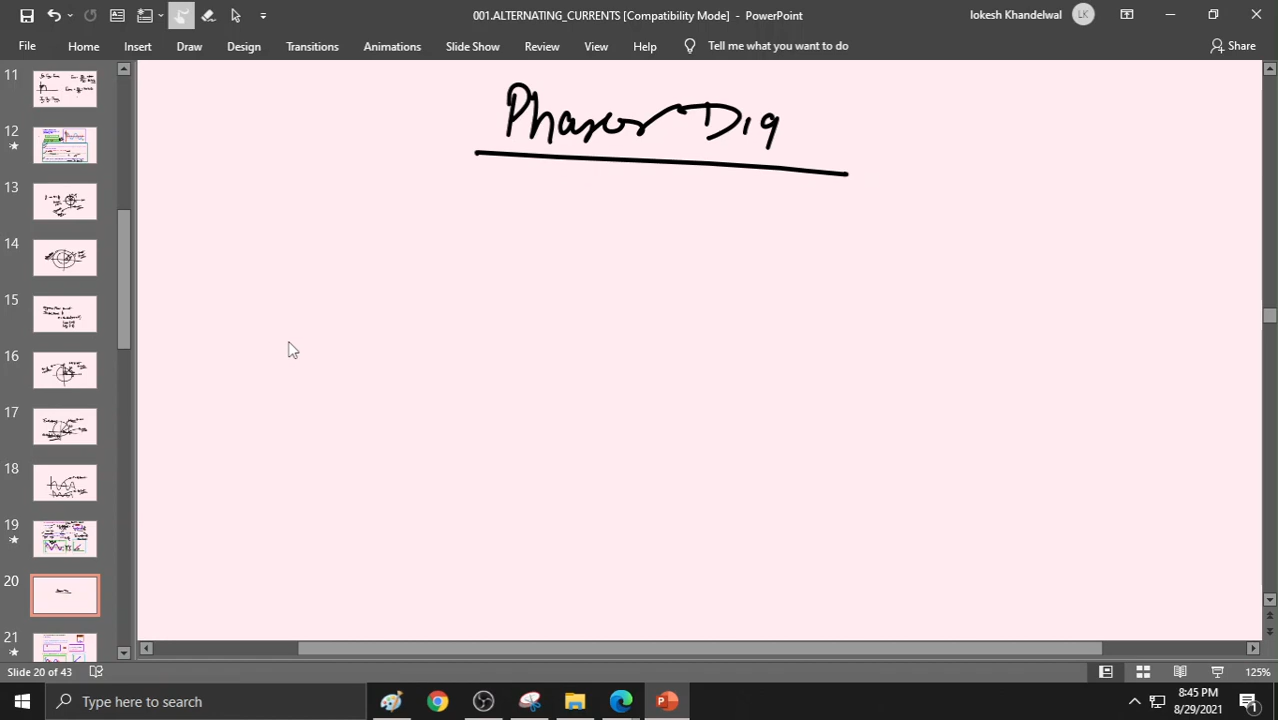 001.ALTERNATING_CURRENTS [Compatibility Mode] - PowerPoint
lokesh Khandelwal
LK
File Home Insert Draw Design Transitions Animations Slide Show Review View Help Tell me what you want to do Share
Phasor Dig
11
12
13
14
15
16
17
18
19
20
21
Slide 20 of 43
125%
Type here to search
8:45 PM
8/29/2021
1